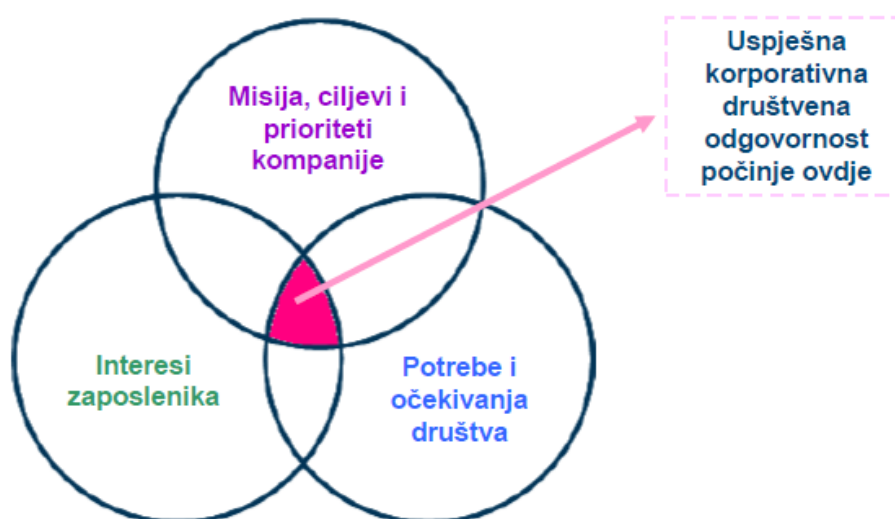 Misija, ciljevi i
prioriteti
kompanije
Uspješna
korporativna
društvena
odgovornost
počinje ovdje
Interesi
zaposlenika
Potrebe i
očekivanja
društva